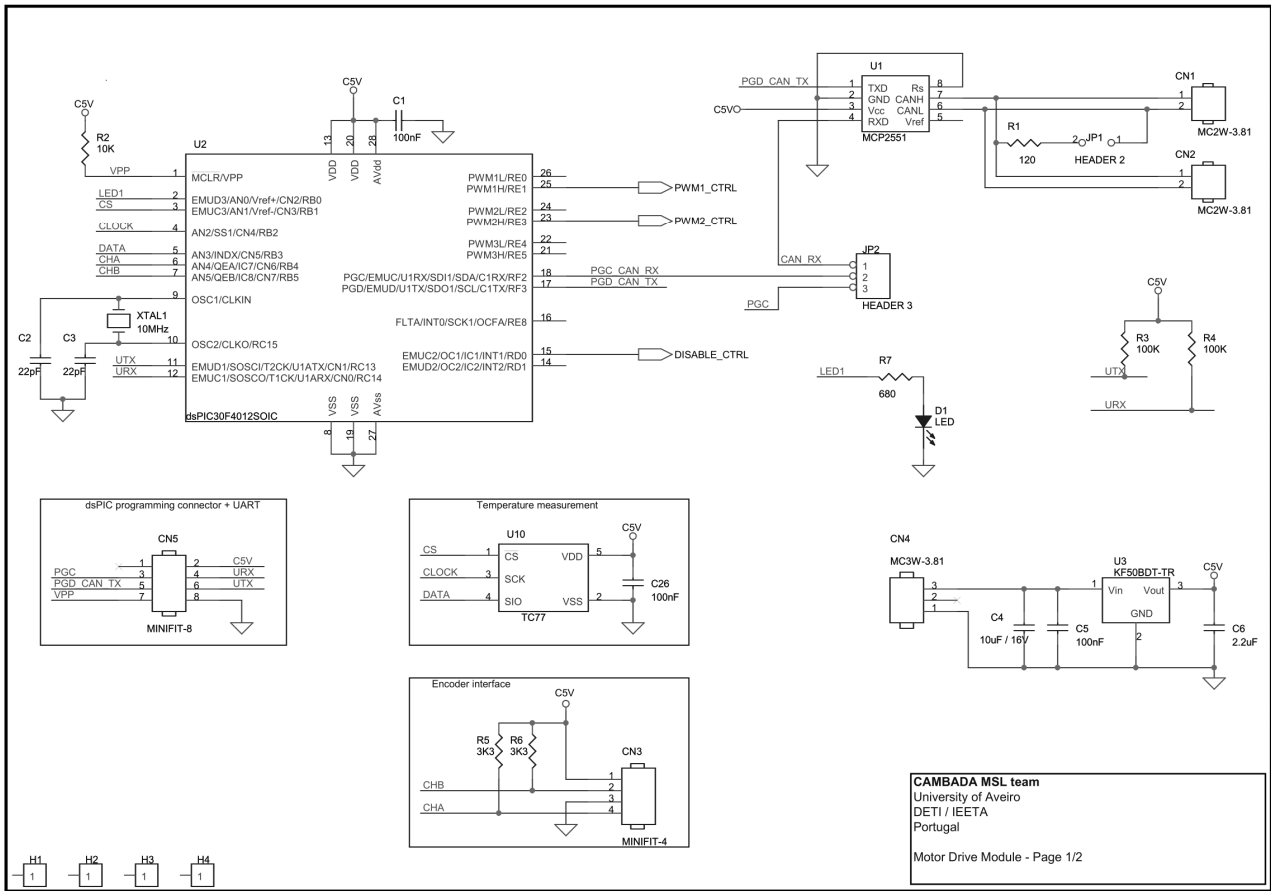 C5V
R2
10K
VPP
LED1
CS
CLOCK
DATA
CHA
CHB
XTAL1
10MHz
C2
22pF
C3
22pF
UTX
URX
U2
C5V
C1
100nF
13 20 28
VDD VDD AVdd
1 MCLR/VPP
2 EMUD3/AN0/Vref+/CN2/RB0
3 EMUC3/AN1/Vref-/CN3/RB1
4 AN2/SS1/CN4/RB2
5 AN3/INDX/CN5/RB3
6 AN4/QEA/IC7/CN6/RB4
7 AN5/QEB/IC8/CN7/RB5
9 OSC1/CLKIN
10 OSC2/CLKO/RC15
11 EMUD1/SOSCI/T2CK/U1ATX/CN1/RC13
12 EMUC1/SOSCO/T1CK/U1ARX/CN0/RC14
PWM1L/RE0 26
PWM1H/RE1 25
PWM2L/RE2 24
PWM2H/RE3 23
PWM3L/RE4 22
PWM3H/RE5 21
PGC/EMUC/U1RX/SDI1/SDA/C1RX/RF2 18
PGD/EMUD/U1TX/SDO1/SCL/C1TX/RF3 17
FLTA/INT0/SCK1/OCFA/RE8 16
EMUC2/OC1/IC1/INT1/RD0 15
EMUD2/OC2/IC2/INT2/RD1 14
VSS VSS AVss
8 19 27
dsPIC30F4012SOIC
PWM1_CTRL
PWM2_CTRL
PGC_CAN_RX
PGD_CAN_TX
DISABLE_CTRL
PGD_CAN_TX
C5V
U1
1 TXD Rs 8
2 GND CANH 7
3 Vcc CANL 6
4 RXD Vref 5
MCP2551
R1
120
2 JP1 1
HEADER 2
CN1
1
2
MC2W-3.81
CN2
1
2
MC2W-3.81
CAN_RX
JP2
1
2
3
HEADER 3
PGC
LED1
R7
680
D1
LED
C5V
R3
100K
R4
100K
UTX
URX
dsPIC programming connector + UART
CN5
1 2 C5V
PGC 3 4 URX
PGD_CAN_TX 5 6 UTX
VPP 7 8
MINIFIT-8
Temperature measurement
U10
C5V
CS 1 CS VDD 5
CLOCK 3 SCK
DATA 4 SIO VSS 2
TC77
C26
100nF
CN4
MC3W-3.81
3
2
1
C4
10uF / 16V
C5
100nF
U3
KF50BDT-TR
1 Vin Vout 3
GND
2
C5V
C6
2.2uF
Encoder interface
C5V
R5
3K3
R6
3K3
CN3
1
CHB 2
3
CHA 4
MINIFIT-4
CAMBADA MSL team
University of Aveiro
DETI / IEETA
Portugal
Motor Drive Module - Page 1/2
H1 H2 H3 H4
1 1 1 1